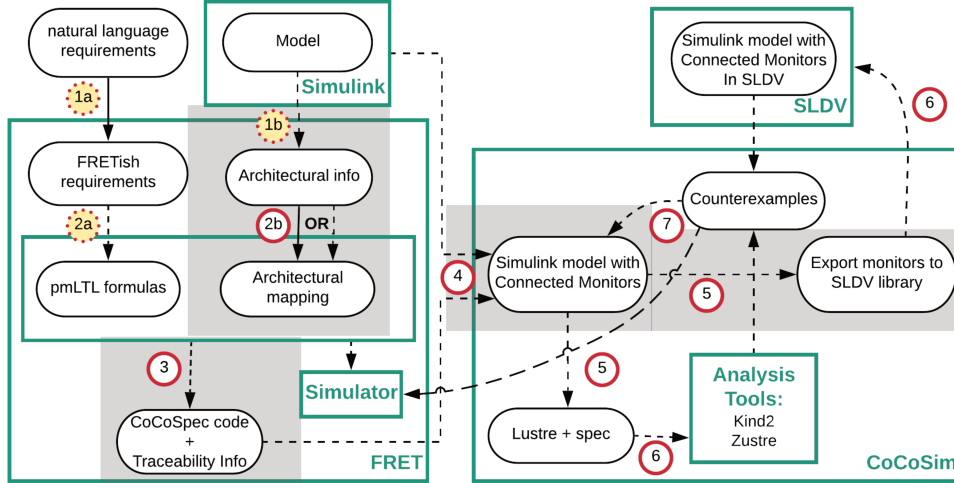 natural language
requirements
1a
Model
Simulink
1b
FRETish
requirements
2a
Architectural info
2b
OR
pmLTL formulas
Architectural
mapping
3
Simulator
CoCoSpec code
+
Traceability Info
FRET
Simulink model with
Connected Monitors
In SLDV
SLDV
6
Counterexamples
7
4
Simulink model with
Connected Monitors
5
Export monitors to
SLDV library
5
Lustre + spec
6
Analysis
Tools:
Kind2
Zustre
CoCoSim